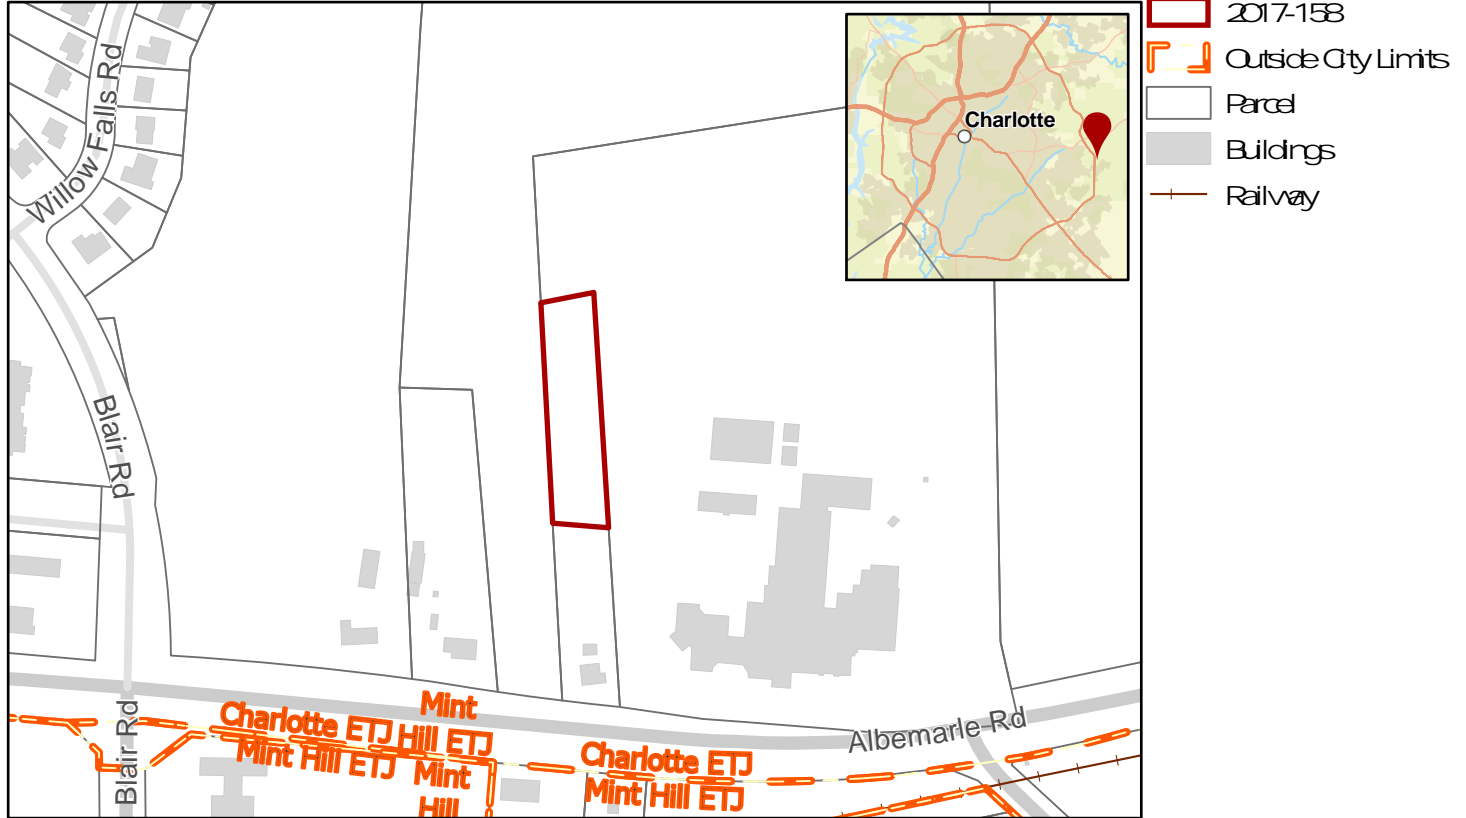 2017-158
Outside City Limits
Parcel
Buildings
Railway
Charlotte
Willow Falls Rd
Blair Rd
Blair Rd
Albemarle Rd
Mint
Hill ETJ
Charlotte ETJ
Mint Hill ETJ
Mint
Hill
Charlotte ETJ
Mint Hill ETJ